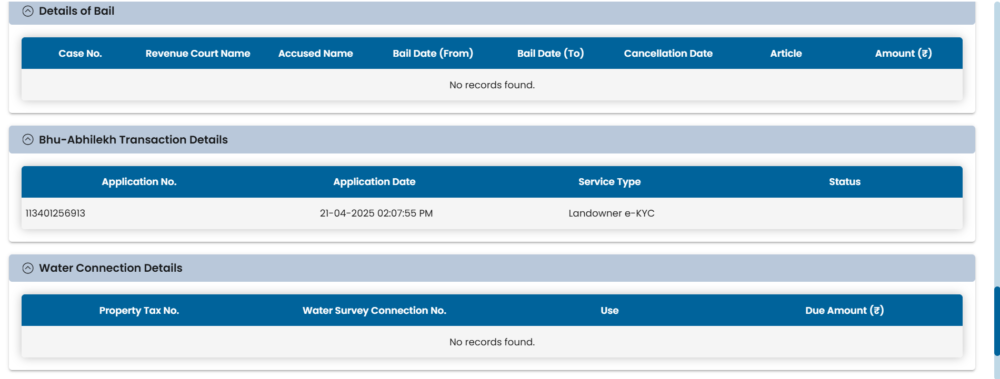 Details of Bail
Case No. Revenue Court Name Accused Name Bail Date (From) Bail Date (To) Cancellation Date Article Amount (₹)
No records found.
Bhu-Abhilekh Transaction Details
Application No. Application Date Service Type Status
113401256913 21-04-2025 02:07:55 PM Landowner e-KYC
Water Connection Details
Property Tax No. Water Survey Connection No. Use Due Amount (₹)
No records found.